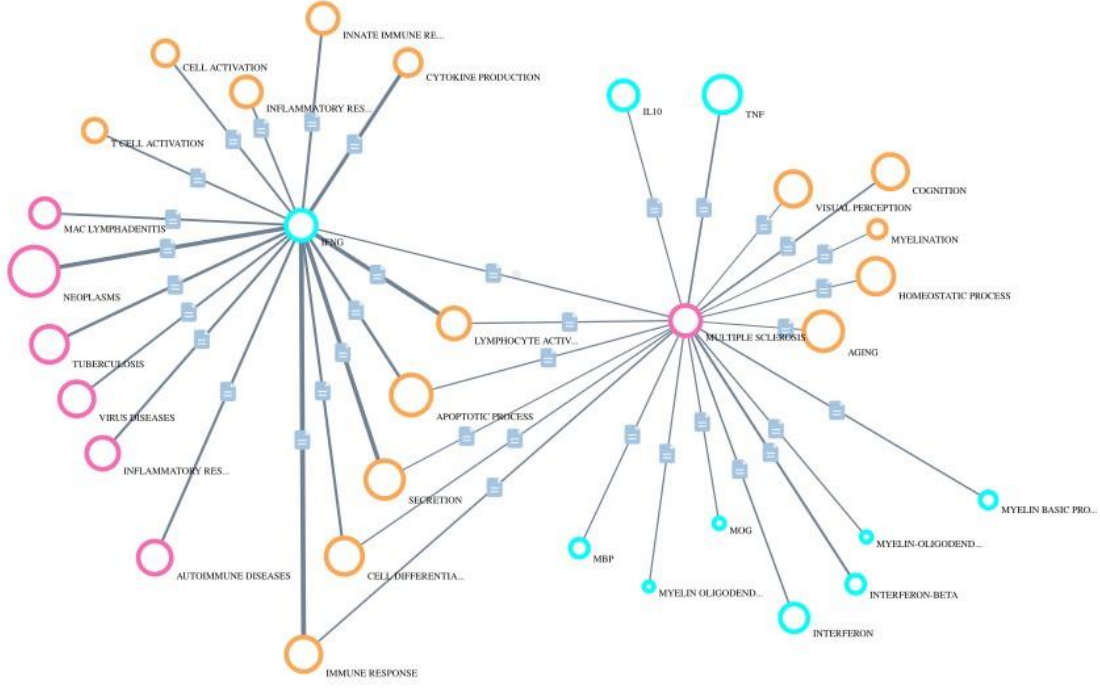 INNATE IMMUNE RE...
CELL ACTIVATION
CYTOKINE PRODUCTION
INFLAMMATORY RES...
IL10
TNF
T CELL ACTIVATION
COGNITION
VISUAL PERCEPTION
MAC LYMPHADENITIS
IFNG
MYELINATION
NEOPLASMS
HOMEOSTATIC PROCESS
LYMPHOCYTE ACTIV...
MULTIPLE SCLEROSIS
AGING
TUBERCULOSIS
VIRUS DISEASES
APOPTOTIC PROCESS
INFLAMMATORY RES...
SECRETION
MYELIN BASIC PRO...
MOG
MYELIN-OLIGODEND...
MBP
AUTOIMMUNE DISEASES
CELL DIFFERENTIA...
MYELIN OLIGODEND...
INTERFERON-BETA
INTERFERON
IMMUNE RESPONSE